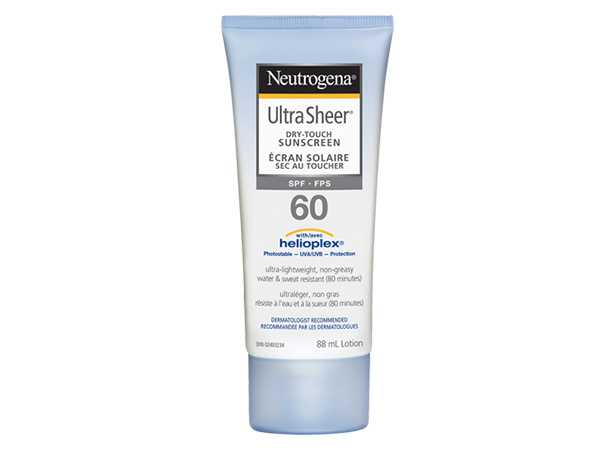 Neutrogena®
Ultra Sheer®
DRY-TOUCH
SUNSCREEN
ÉCRAN SOLAIRE
SEC AU TOUCHER
SPF • FPS
60
with/avec
helioplex®
Photostable — UVA/UVB — Protection
ultra-lightweight, non-greasy
water & sweat resistant (80 minutes)
ultraléger, non gras
résiste à l'eau et à la sueur (80 minutes)
DERMATOLOGIST RECOMMENDED
RECOMMANDÉE PAR LES DERMATOLOGUES
88 mL Lotion